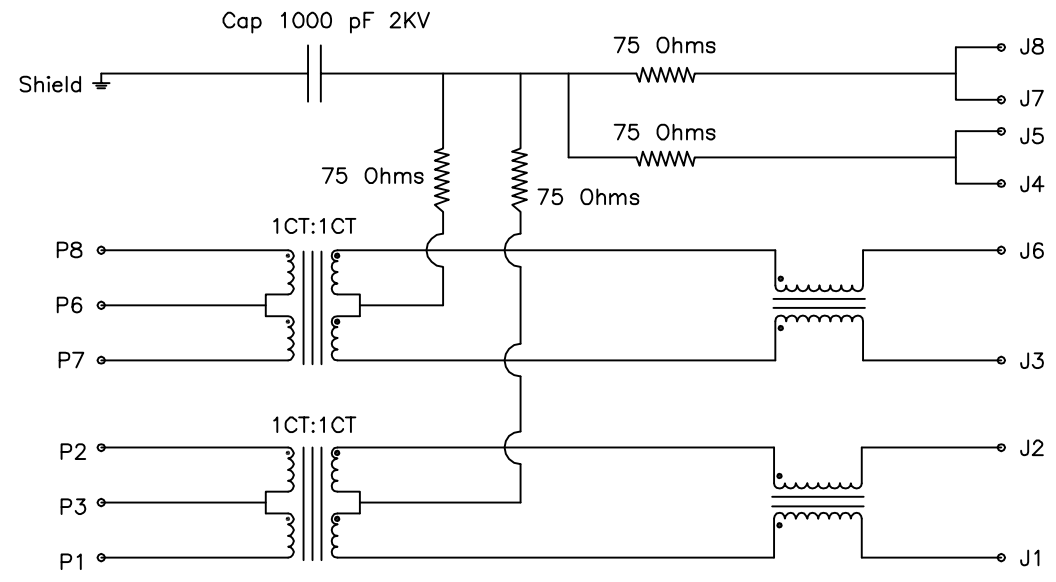 Cap 1000 pF 2KV
75 Ohms
J8
Shield
J7
75 Ohms
J5
75 Ohms
J4
75 Ohms
1CT:1CT
P8
J6
P6
P7
J3
1CT:1CT
P2
J2
P3
P1
J1